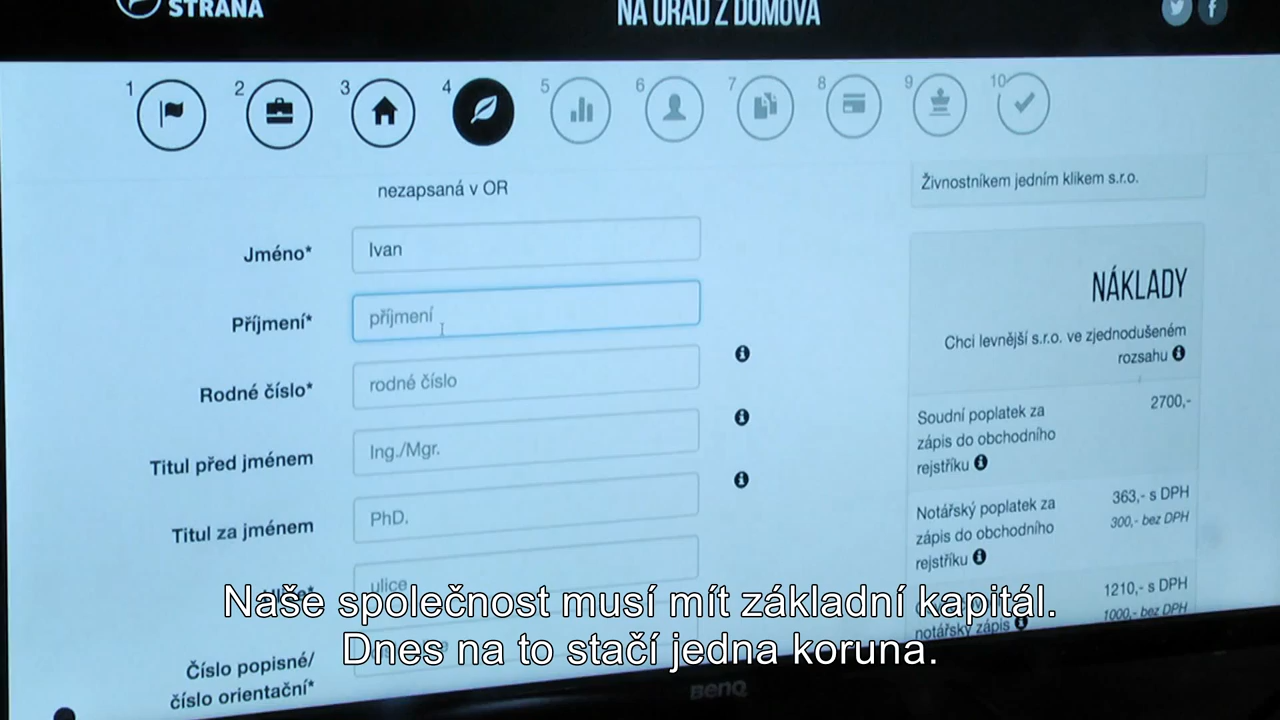 STRANA
NA ÚŘAD Z DOMOVA
1 2 3 4 5 6 7 8 9 10
nezapsaná v OR
Živnostníkem jedním klikem s.r.o.
Jméno* Ivan
Příjmení* příjmení
Rodné číslo* rodné číslo
Titul před jménem Ing./Mgr.
Titul za jménem PhD.
ulice
Číslo popisné/
číslo orientační*
NÁKLADY
Chci levnější s.r.o. ve zjednodušeném
rozsahu
Soudní poplatek za 2700,-
zápis do obchodního
rejstříku
Notářský poplatek za 363,- s DPH
zápis do obchodního 300,- bez DPH
rejstříku
1210,- s DPH
1000,- bez DPH
notářský zápis
Naše společnost musí mít základní kapitál.
Dnes na to stačí jedna koruna.
BenQ